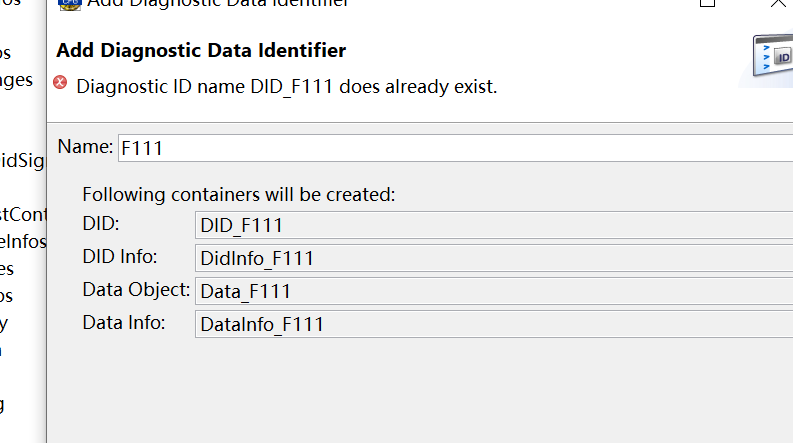 Add Diagnostic Data Identifier
Add Diagnostic Data Identifier
Diagnostic ID name DID_F111 does already exist.
ID
Name: F111
Following containers will be created:
DID: DID_F111
DID Info: DidInfo_F111
Data Object: Data_F111
Data Info: DataInfo_F111
os
os
ages
idSig
stCont
eInfos
es
os
y
n
g